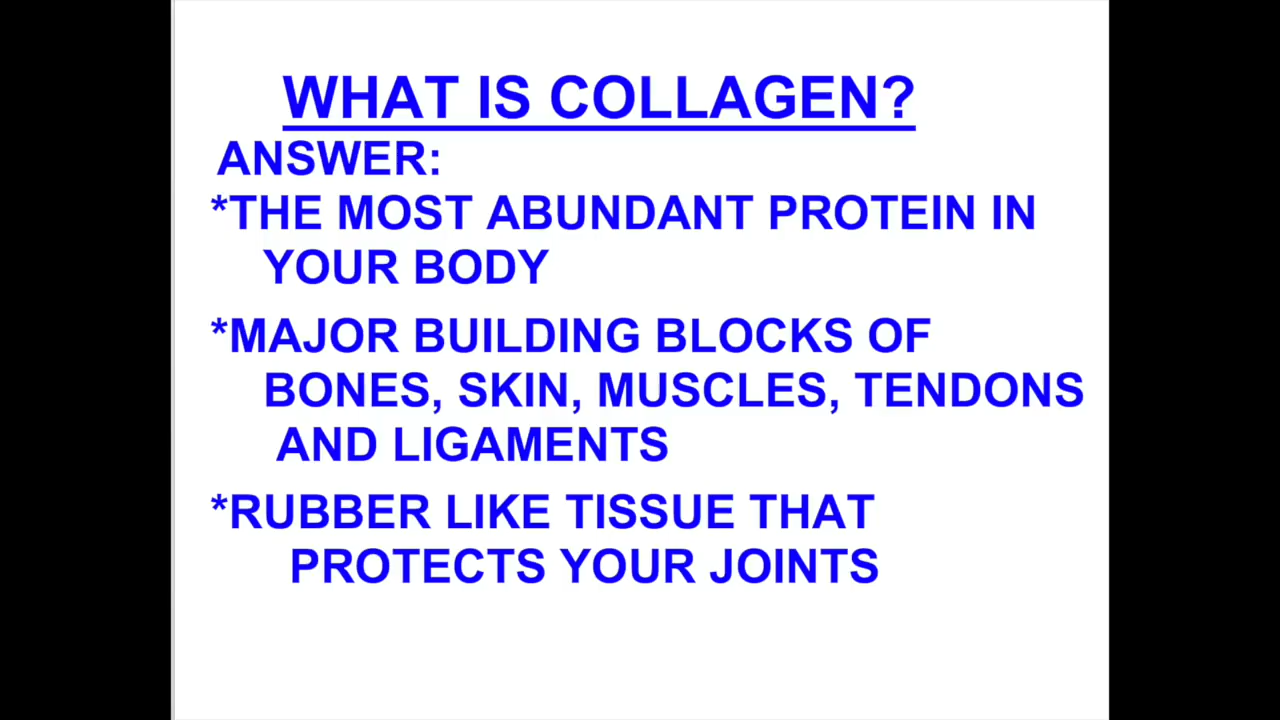 WHAT IS COLLAGEN?
ANSWER:
*THE MOST ABUNDANT PROTEIN IN
YOUR BODY
*MAJOR BUILDING BLOCKS OF
BONES, SKIN, MUSCLES, TENDONS
AND LIGAMENTS
*RUBBER LIKE TISSUE THAT
PROTECTS YOUR JOINTS